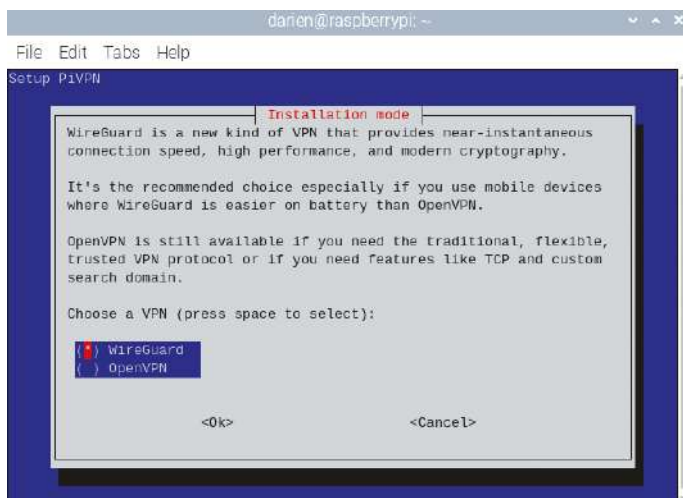 darien@raspberrypi: ~
File Edit Tabs Help
Setup PiVPN
Installation mode
WireGuard is a new kind of VPN that provides near-instantaneous
connection speed, high performance, and modern cryptography.
It's the recommended choice especially if you use mobile devices
where WireGuard is easier on battery than OpenVPN.
OpenVPN is still available if you need the traditional, flexible,
trusted VPN protocol or if you need features like TCP and custom
search domain.
Choose a VPN (press space to select):
(*) WireGuard
( ) OpenVPN
<Ok> <Cancel>